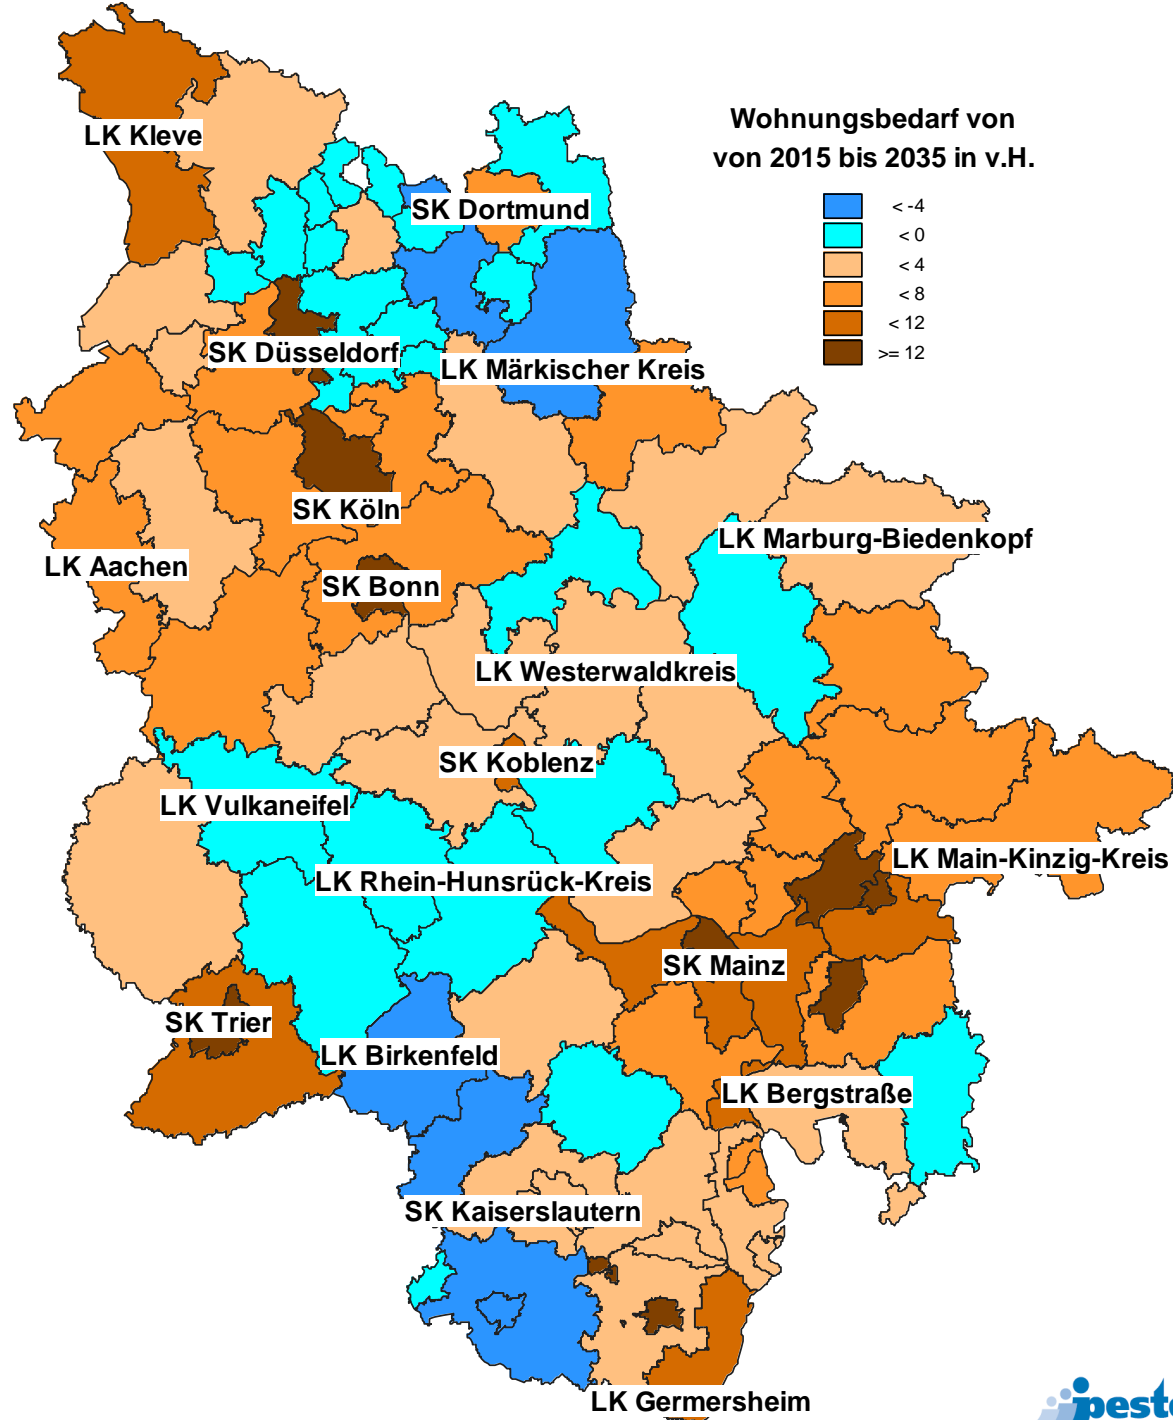 Wohnungsbedarf von
von 2015 bis 2035 in v.H.
< -4
< 0
< 4
< 8
< 12
>= 12
LK Kleve
SK Dortmund
SK Düsseldorf
LK Märkischer Kreis
SK Köln
LK Marburg-Biedenkopf
LK Aachen
SK Bonn
LK Westerwaldkreis
SK Koblenz
LK Vulkaneifel
LK Main-Kinzig-Kreis
LK Rhein-Hunsrück-Kreis
SK Mainz
SK Trier
LK Birkenfeld
LK Bergstraße
SK Kaiserslautern
LK Germersheim